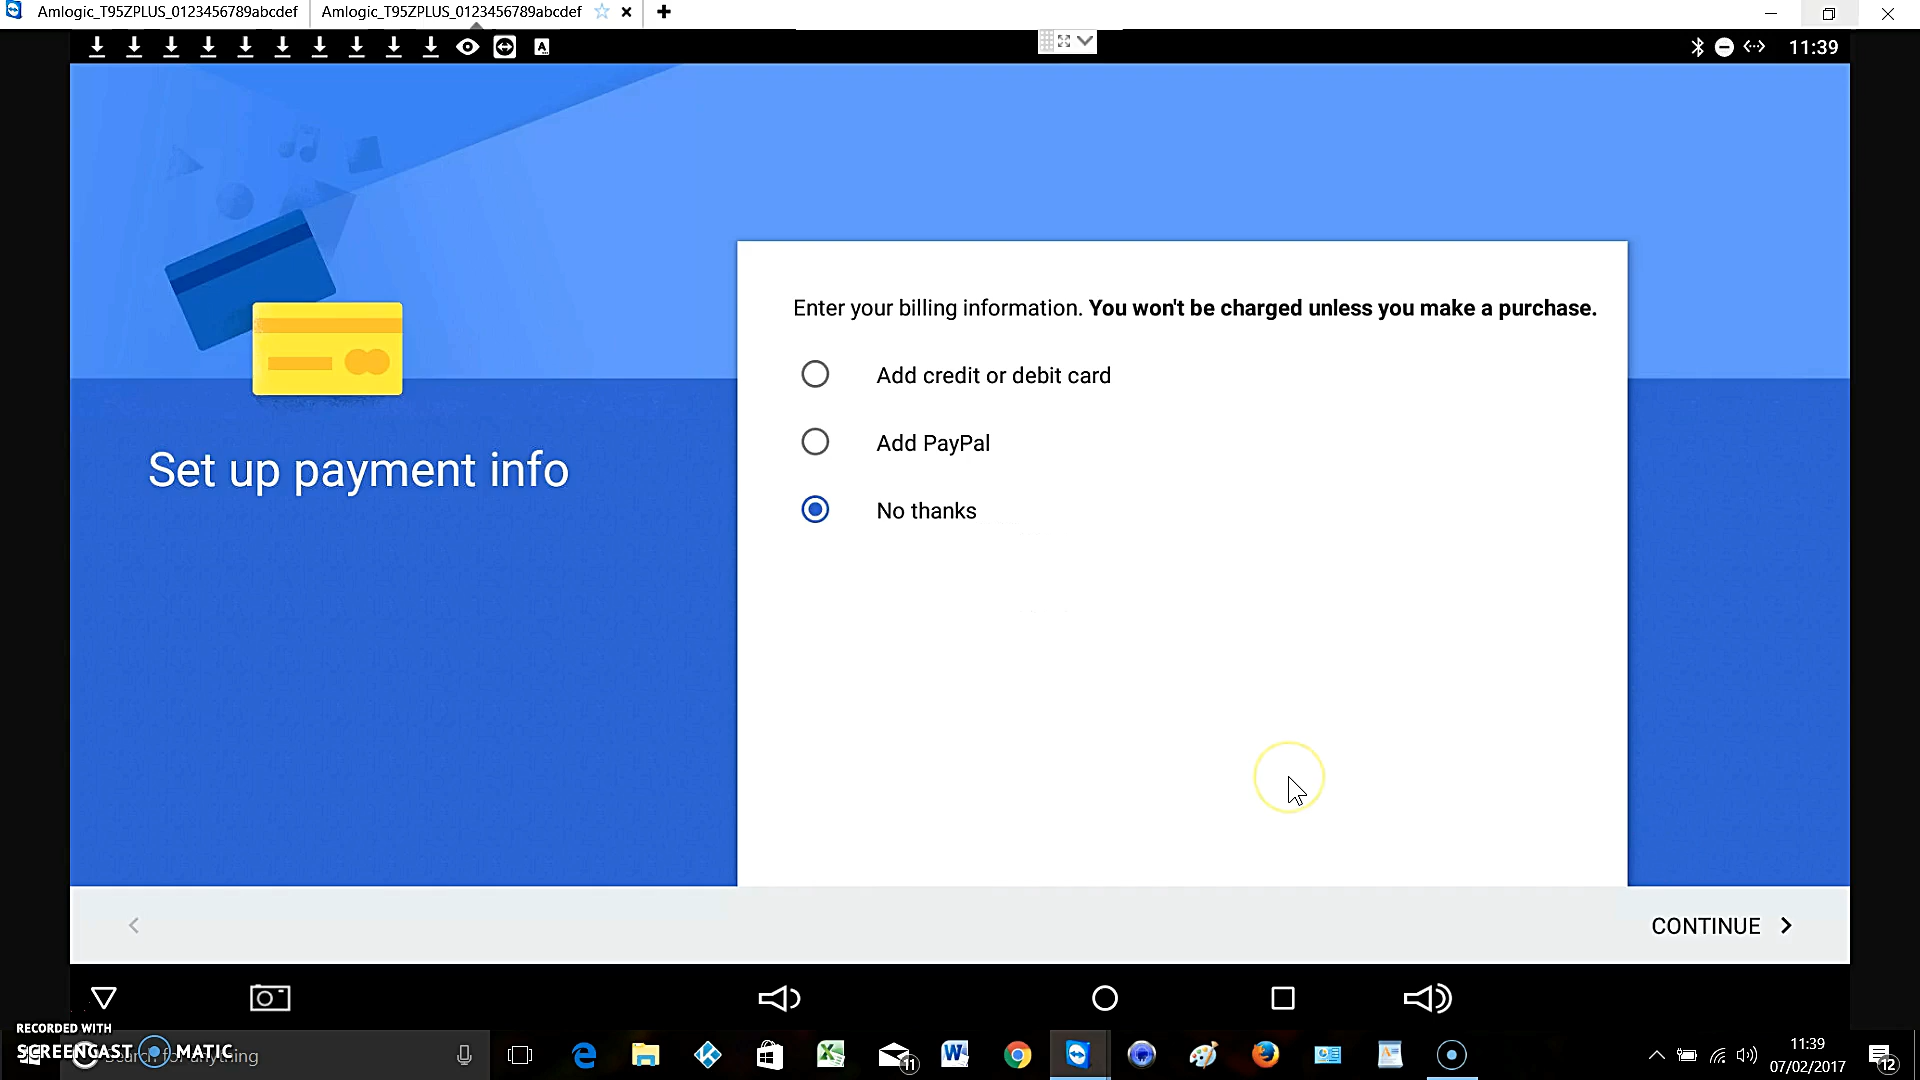 Amlogic_T95ZPLUS_0123456789abcdef
Amlogic_T95ZPLUS_0123456789abcdef
A
11:39
Enter your billing information. You won't be charged unless you make a purchase.
Add credit or debit card
Add PayPal
No thanks
Set up payment info
CONTINUE
RECORDED WITH
SCREENCAST MATIC
11
11:39
07/02/2017
12